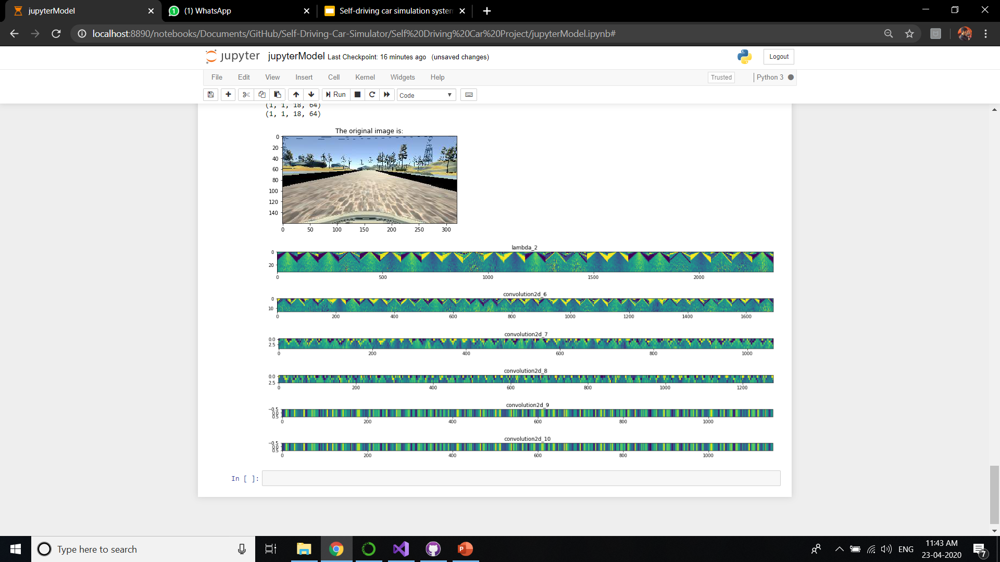 jupyterModel
(1) WhatsApp
Self-driving car simulation system
localhost:8890/notebooks/Documents/GitHub/Self-Driving-Car-Simulator/Self%20Driving%20Car%20Project/jupyterModel.ipynb#
jupyter jupyterModel Last Checkpoint: 16 minutes ago (unsaved changes)
Logout
File Edit View Insert Cell Kernel Widgets Help
Trusted
Python 3
Run
Code
(1, 1, 18, 64)
(1, 1, 18, 64)
The original image is:
0
20
40
60
80
100
120
140
0 50 100 150 200 250 300
lambda_2
0
20
0 500 1000 1500 2000
convolution2d_6
0
10
0 200 400 600 800 1000 1200 1400 1600
convolution2d_7
0.0
2.5
0 200 400 600 800 1000
convolution2d_8
0.0
2.5
0 200 400 600 800 1000 1200
convolution2d_9
−0.5
0.0
0.5
0 200 400 600 800 1000
convolution2d_10
−0.5
0.0
0.5
0 200 400 600 800 1000
In [ ]:
Type here to search
P
ENG
11:43 AM
23-04-2020
7